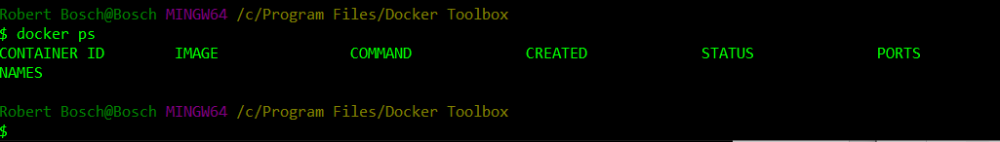 Robert Bosch@Bosch MINGW64 /c/Program Files/Docker Toolbox
$ docker ps
CONTAINER ID        IMAGE               COMMAND             CREATED             STATUS              PORTS
NAMES
Robert Bosch@Bosch MINGW64 /c/Program Files/Docker Toolbox
$